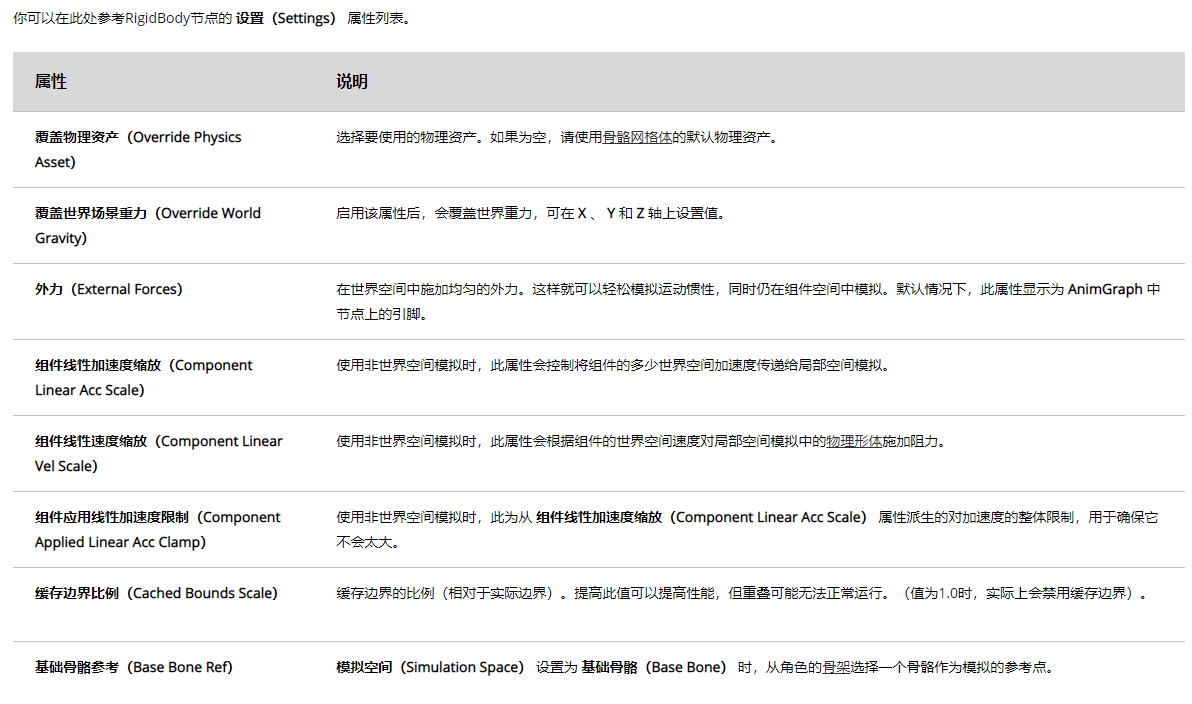 你可以在此处参考RigidBody节点的 设置（Settings） 属性列表。
属性
说明
覆盖物理资产（Override Physics
Asset）
选择要使用的物理资产。如果为空，请使用骨骼网格体的默认物理资产。
覆盖世界场景重力（Override World
Gravity）
启用该属性后，会覆盖世界重力，可在 X 、 Y 和 Z 轴上设置值。
外力（External Forces）
在世界空间中施加均匀的外力。这样就可以轻松模拟运动惯性，同时仍在组件空间中模拟。默认情况下，此属性显示为 AnimGraph 中
节点上的引脚。
组件线性加速度缩放（Component
Linear Acc Scale）
使用非世界空间模拟时，此属性会控制将组件的多少世界空间加速度传递给局部空间模拟。
组件线性速度缩放（Component Linear
Vel Scale）
使用非世界空间模拟时，此属性会根据组件的世界空间速度对局部空间模拟中的物理形体施加阻力。
组件应用线性加速度限制（Component
Applied Linear Acc Clamp）
使用非世界空间模拟时，此为从 组件线性加速度缩放（Component Linear Acc Scale） 属性派生的对加速度的整体限制，用于确保它
不会太大。
缓存边界比例（Cached Bounds Scale）
缓存边界的比例（相对于实际边界）。提高此值可以提高性能，但重叠可能无法正常运行。（值为1.0时，实际上会禁用缓存边界）。
基础骨骼参考（Base Bone Ref）
模拟空间（Simulation Space） 设置为 基础骨骼（Base Bone） 时，从角色的骨架选择一个骨骼作为模拟的参考点。